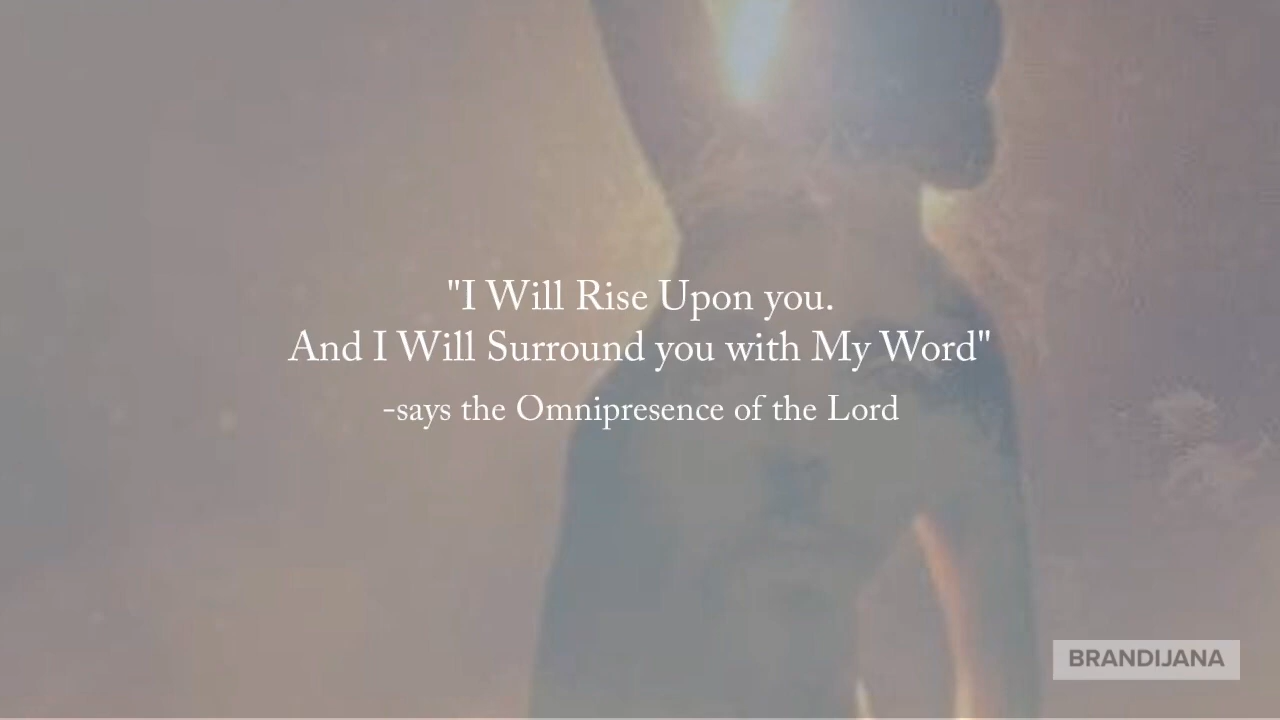 "I Will Rise Upon you.
And I Will Surround you with My Word"
-says the Omnipresence of the Lord
BRANDIJANA